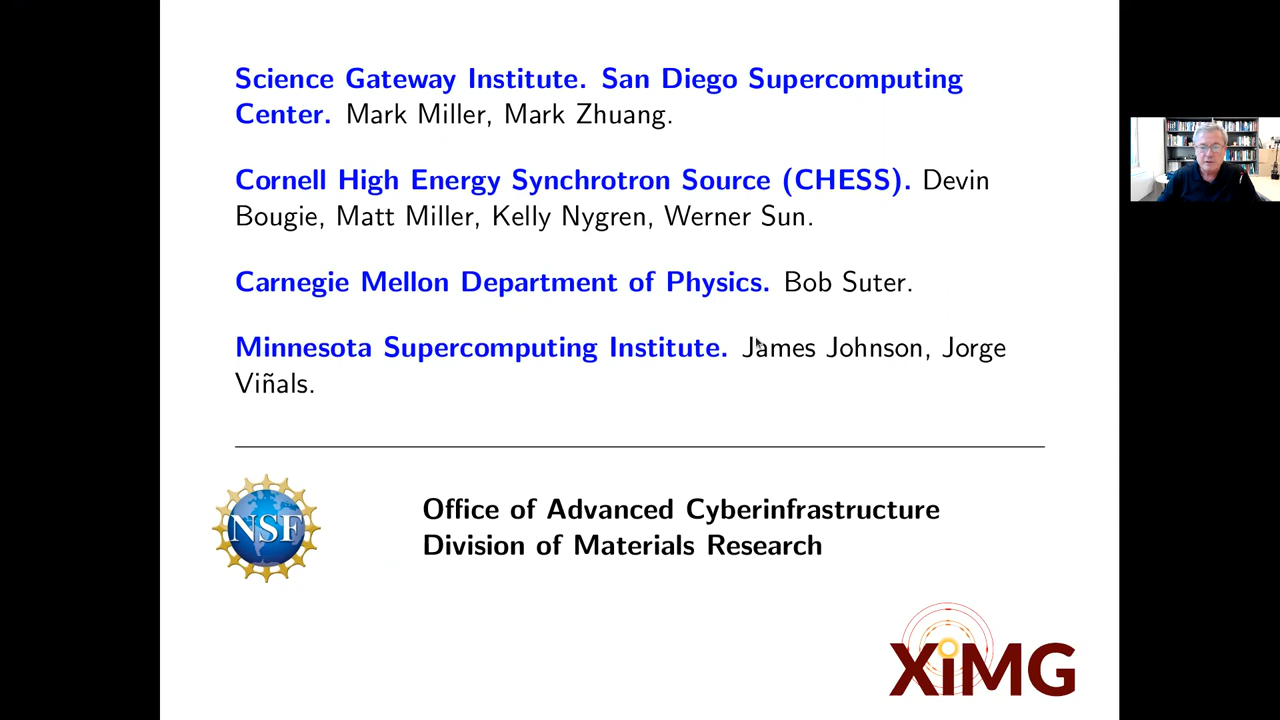 Science Gateway Institute. San Diego Supercomputing
Center. Mark Miller, Mark Zhuang.
Cornell High Energy Synchrotron Source (CHESS). Devin
Bougie, Matt Miller, Kelly Nygren, Werner Sun.
Carnegie Mellon Department of Physics. Bob Suter.
Minnesota Supercomputing Institute. James Johnson, Jorge
Viñals.
NSF
Office of Advanced Cyberinfrastructure
Division of Materials Research
XiMG